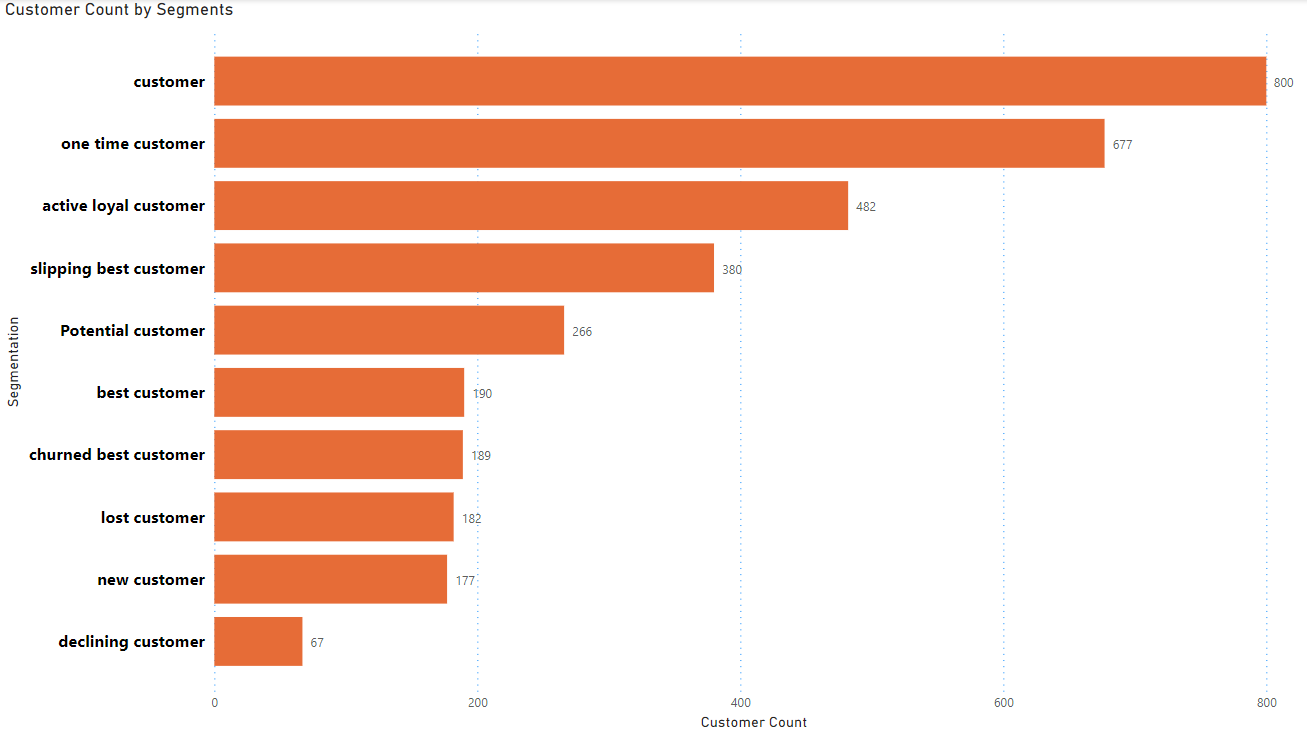 Customer Count by Segments
Segmentation
customer 800
one time customer 677
active loyal customer 482
slipping best customer 380
Potential customer 266
best customer 190
churned best customer 189
lost customer 182
new customer 177
declining customer 67
0 200 400 600 800
Customer Count